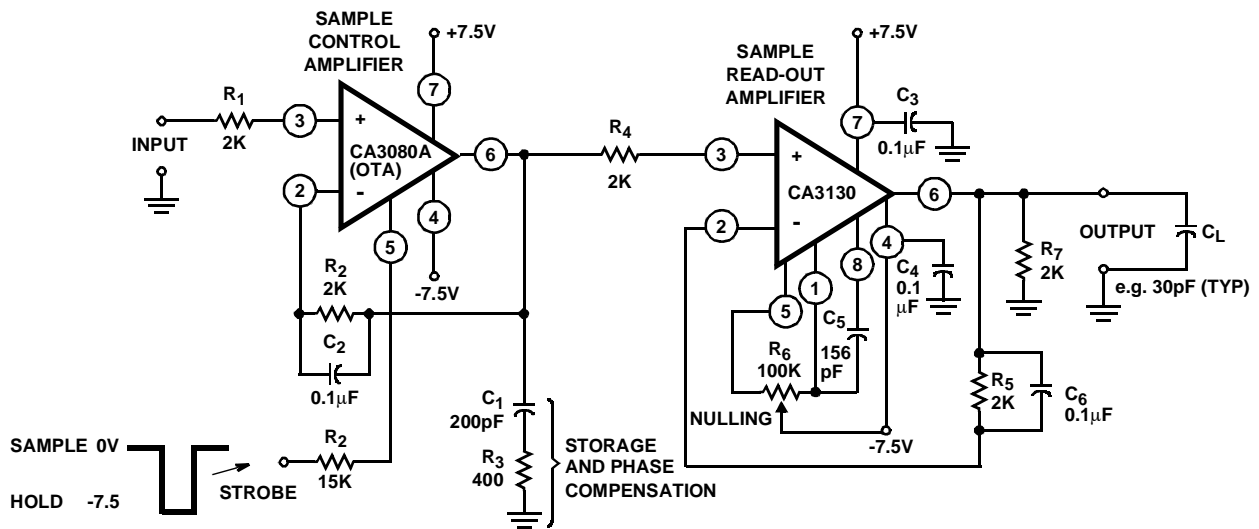 SAMPLE
CONTROL
AMPLIFIER
+7.5V
7
R1
2K
3
+
INPUT
CA3080A
(OTA)
6
2
-
4
5
-7.5V
R2
2K
C2
0.1μF
C1
200pF
R3
400
STORAGE
AND PHASE
COMPENSATION
SAMPLE 0V
HOLD -7.5
STROBE
R2
15K
R4
2K
SAMPLE
READ-OUT
AMPLIFIER
+7.5V
7
C3
0.1μF
3
+
CA3130
6
2
-
4
8
1
5
C4
0.1
μF
C5
156
pF
R6
100K
NULLING
-7.5V
R7
2K
OUTPUT
CL
e.g. 30pF (TYP)
R5
2K
C6
0.1μF